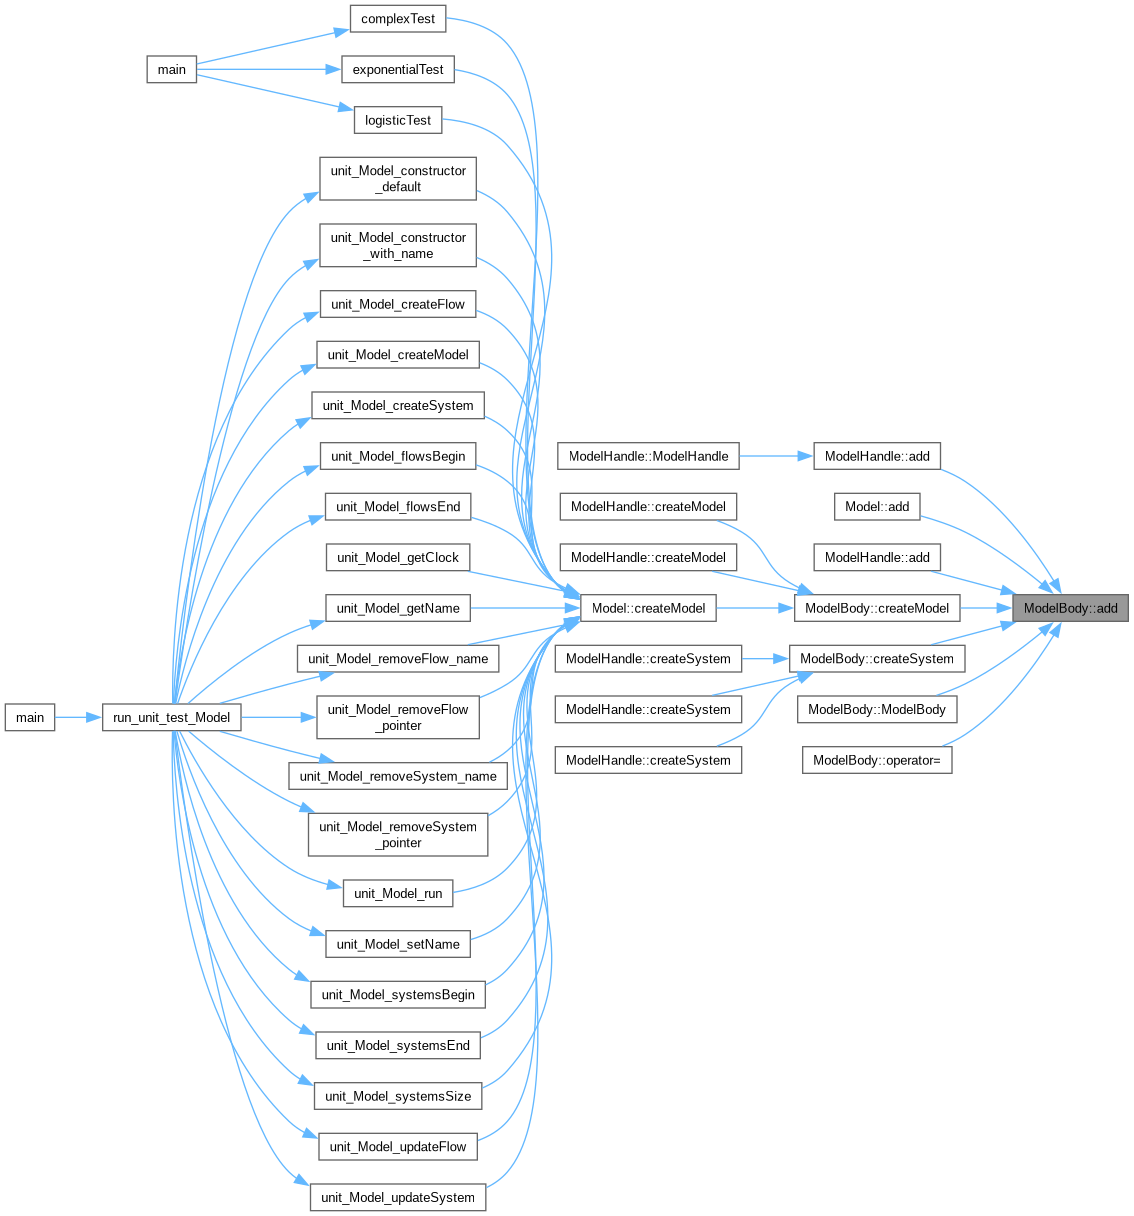 complexTest
main
exponentialTest
logisticTest
unit_Model_constructor
_default
unit_Model_constructor
_with_name
unit_Model_createFlow
unit_Model_createModel
unit_Model_createSystem
unit_Model_flowsBegin
ModelHandle::ModelHandle
ModelHandle::add
unit_Model_flowsEnd
ModelHandle::createModel
Model::add
unit_Model_getClock
ModelHandle::createModel
ModelHandle::add
unit_Model_getName
Model::createModel
ModelBody::createModel
ModelBody::add
unit_Model_removeFlow_name
ModelHandle::createSystem
ModelBody::createSystem
main
run_unit_test_Model
unit_Model_removeFlow
_pointer
ModelHandle::createSystem
ModelBody::ModelBody
unit_Model_removeSystem_name
ModelHandle::createSystem
ModelBody::operator=
unit_Model_removeSystem
_pointer
unit_Model_run
unit_Model_setName
unit_Model_systemsBegin
unit_Model_systemsEnd
unit_Model_systemsSize
unit_Model_updateFlow
unit_Model_updateSystem